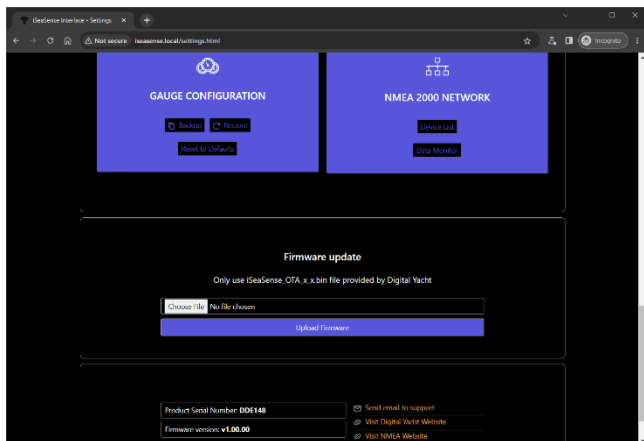 iSeaSense Interface - Settings
Not secure iseasense.local/settings.html
Incognito
GAUGE CONFIGURATION
NMEA 2000 NETWORK
Backup Restore
Reset to Defaults
Device List
Data Monitor
Firmware update
Only use iSeaSense_OTA_x_x.bin file provided by Digital Yacht
Choose File No file chosen
Upload Firmware
Product Serial Number: DDE148
Firmware version: v1.00.00
Send email to support
Visit Digital Yacht Website
Visit NMEA Website